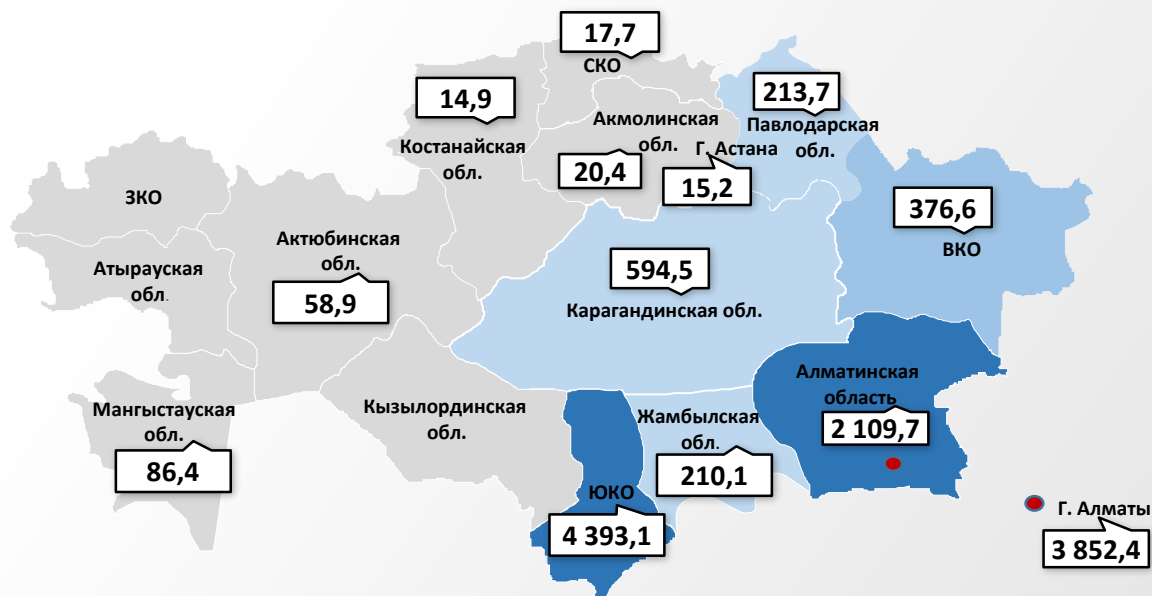 17,7
СКО
14,9
Костанайская
обл.
Акмолинская
обл.
20,4
Г. Астана
15,2
213,7
Павлодарская
обл.
ЗКО
Атырауская
обл.
Актюбинская
обл.
58,9
594,5
Карагандинская обл.
376,6
ВКО
Мангыстауская
обл.
86,4
Кызылординская
обл.
ЮКО
4 393,1
Жамбылская
обл.
210,1
Алматинская
область
2 109,7
Г. Алматы
3 852,4